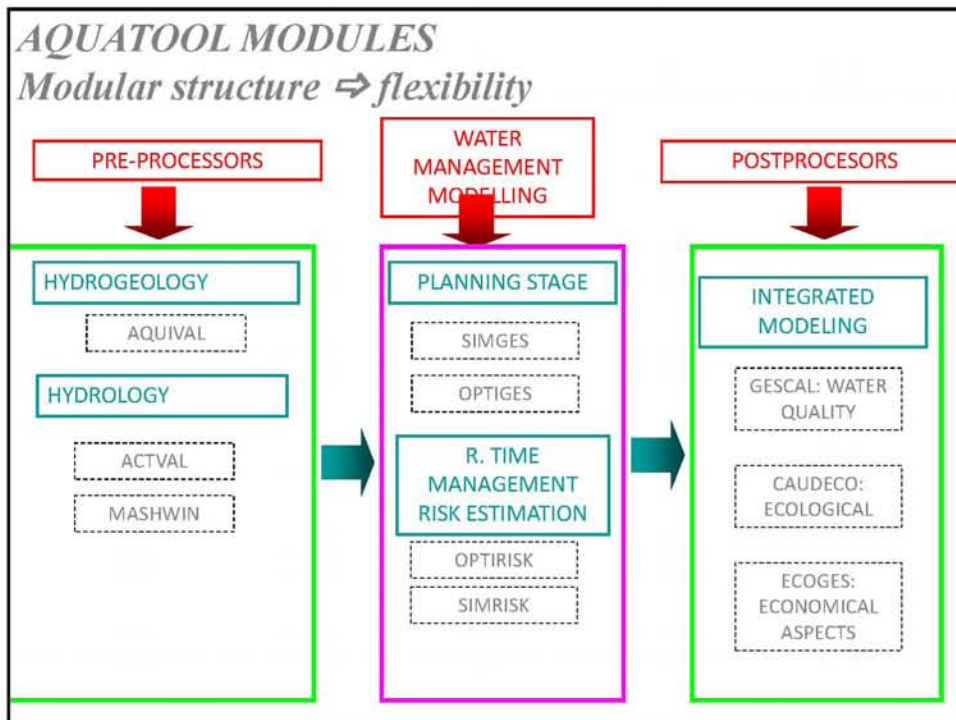 AQUATOOL MODULES
Modular structure ⇨ flexibility
PRE-PROCESSORS
HYDROGEOLOGY
AQUIVAL
HYDROLOGY
ACTVAL
MASHWIN
WATER
MANAGEMENT
MODELLING
PLANNING STAGE
SIMGES
OPTIGES
R. TIME
MANAGEMENT
RISK ESTIMATION
OPTIRISK
SIMRISK
POSTPROCESORS
INTEGRATED
MODELING
GESCAL: WATER
QUALITY
CAUDECO:
ECOLOGICAL
ECOGES:
ECONOMICAL
ASPECTS